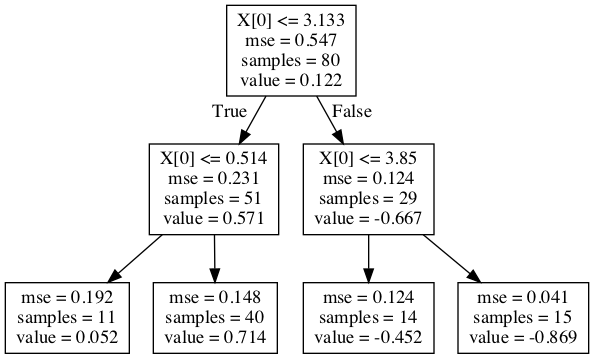 X[0] <= 3.133
mse = 0.547
samples = 80
value = 0.122
True
False
X[0] <= 0.514
mse = 0.231
samples = 51
value = 0.571
X[0] <= 3.85
mse = 0.124
samples = 29
value = -0.667
mse = 0.192
samples = 11
value = 0.052
mse = 0.148
samples = 40
value = 0.714
mse = 0.124
samples = 14
value = -0.452
mse = 0.041
samples = 15
value = -0.869